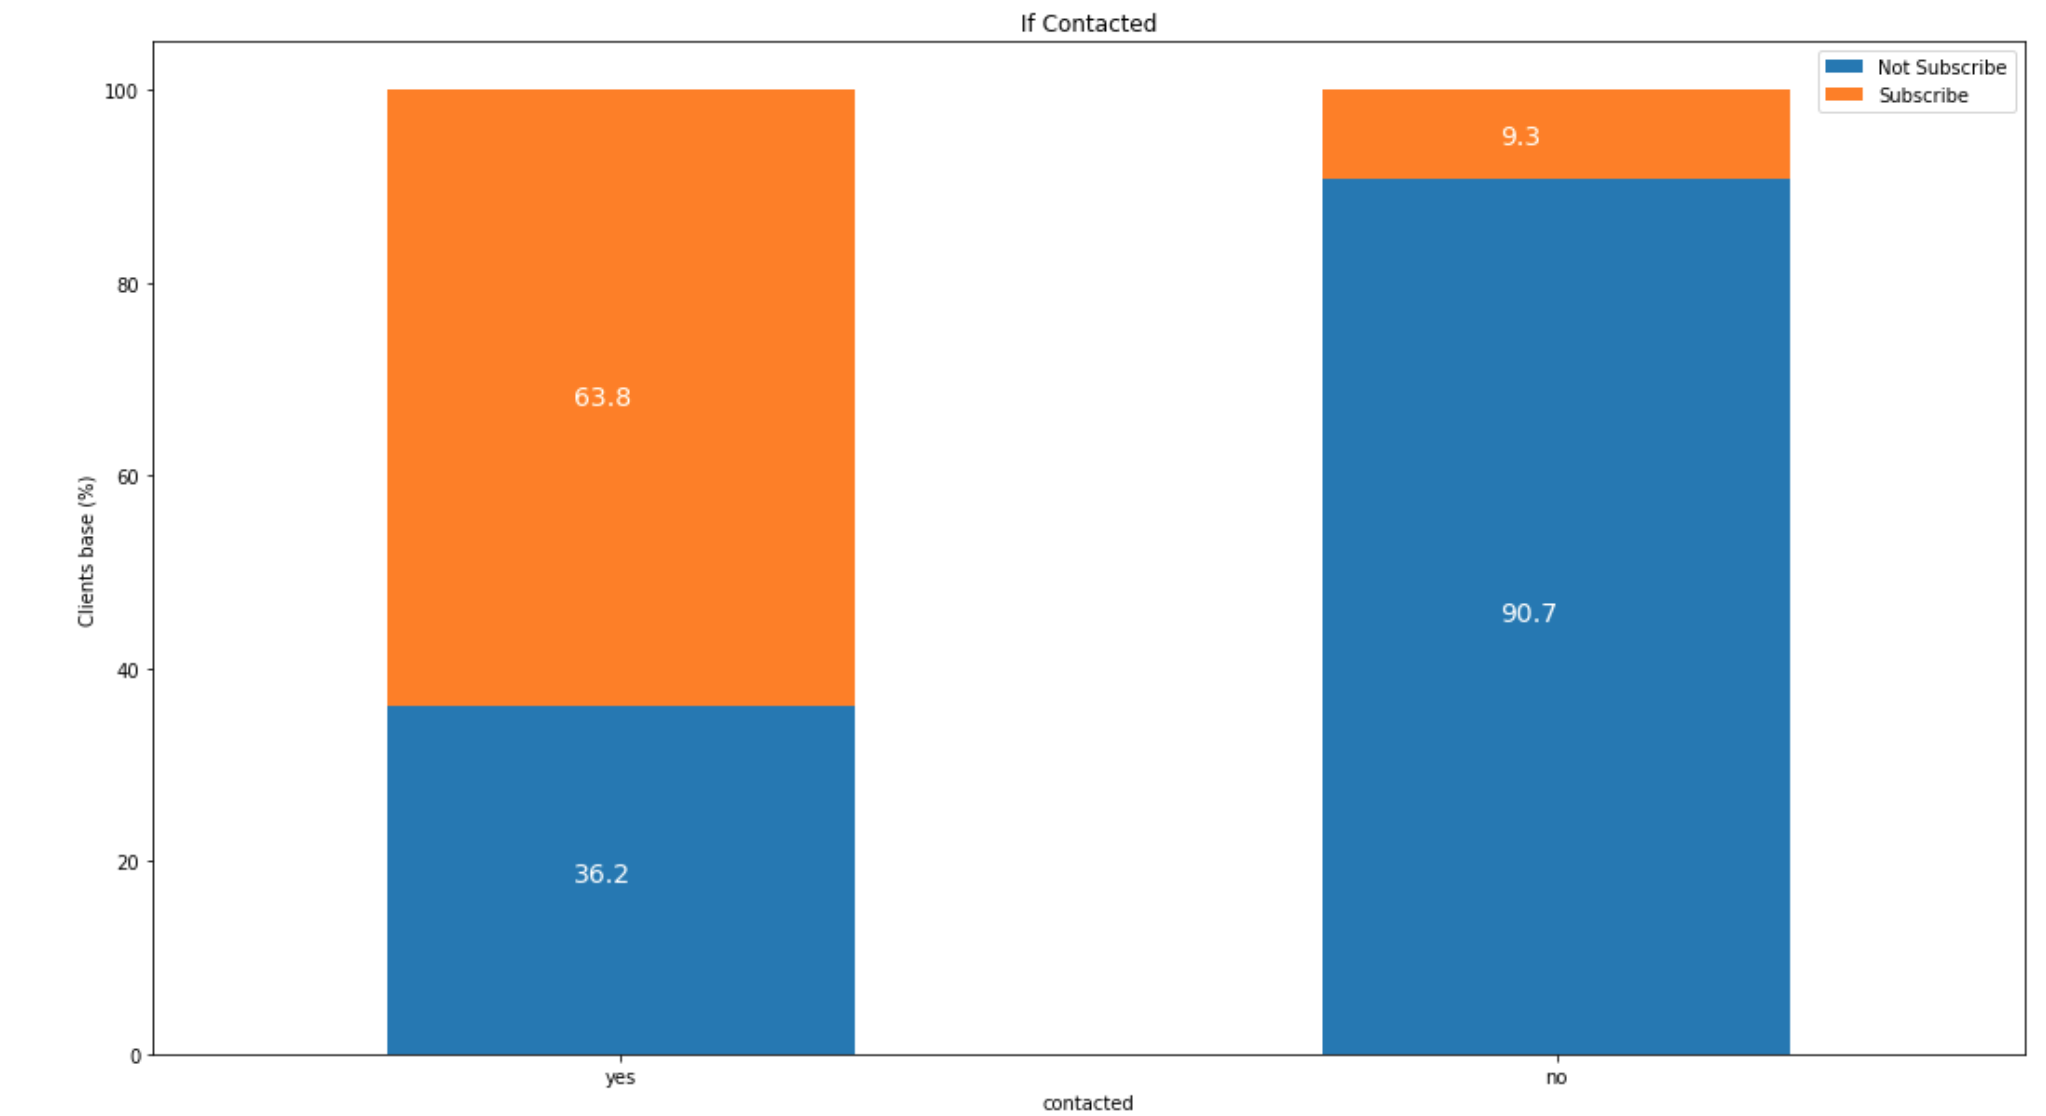 If Contacted
Not Subscribe
Subscribe
100
80
60
40
20
0
Clients base (%)
63.8
36.2
9.3
90.7
yes
no
contacted